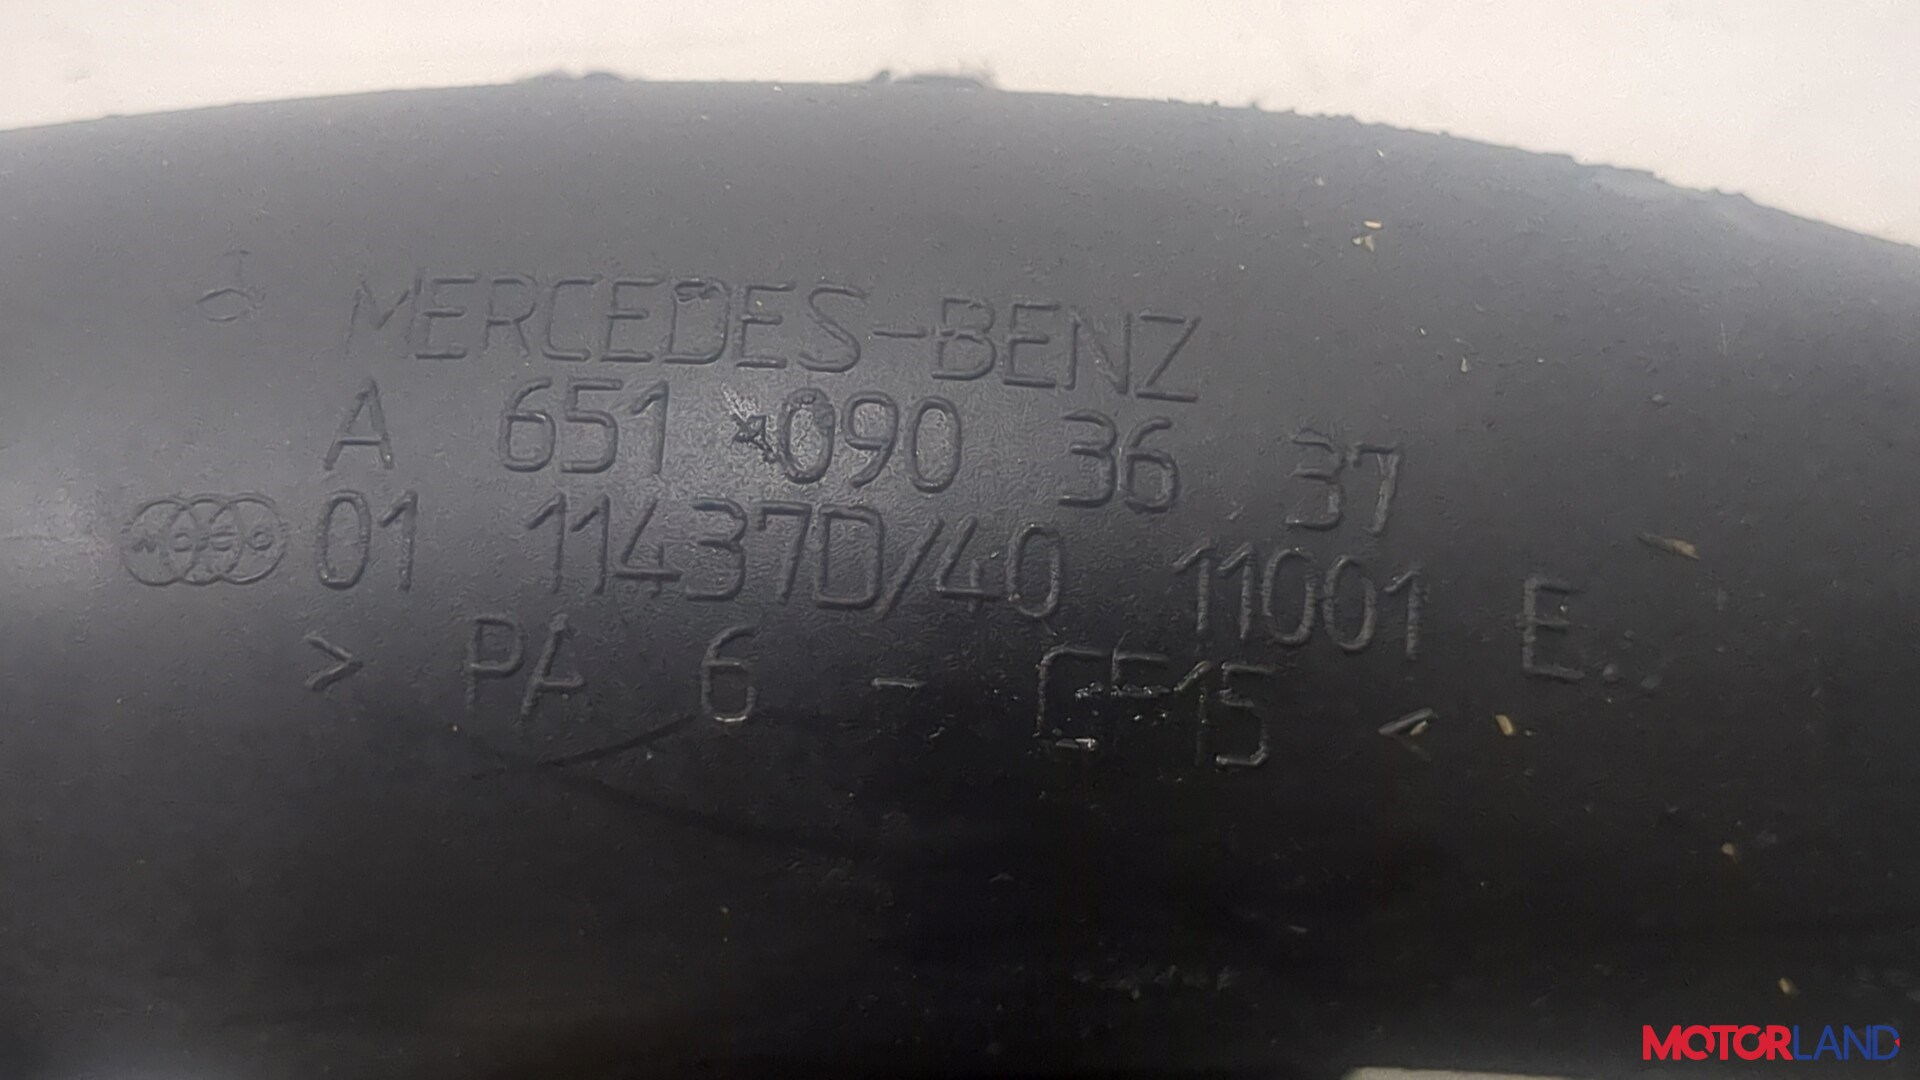 MERCEDES-BENZ
A 651 090 36 37
01 11437D/40 11001 E
> PA 6 - GF15 <
MOTORLAND